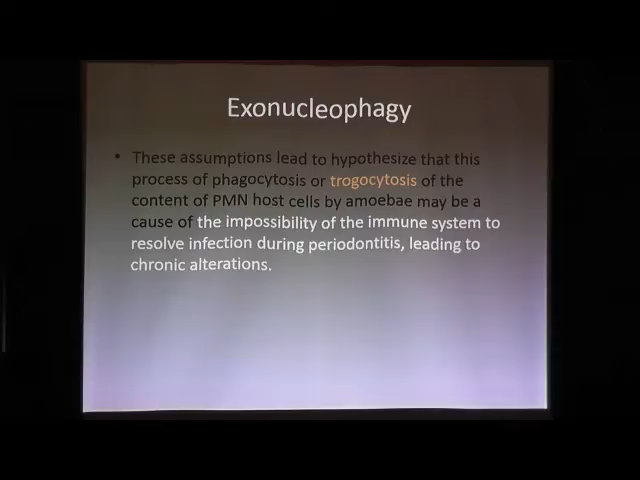 Exonucleophagy
• These assumptions lead to hypothesize that this
process of phagocytosis or trogocytosis of the
content of PMN host cells by amoebae may be a
cause of the impossibility of the immune system to
resolve infection during periodontitis, leading to
chronic alterations.